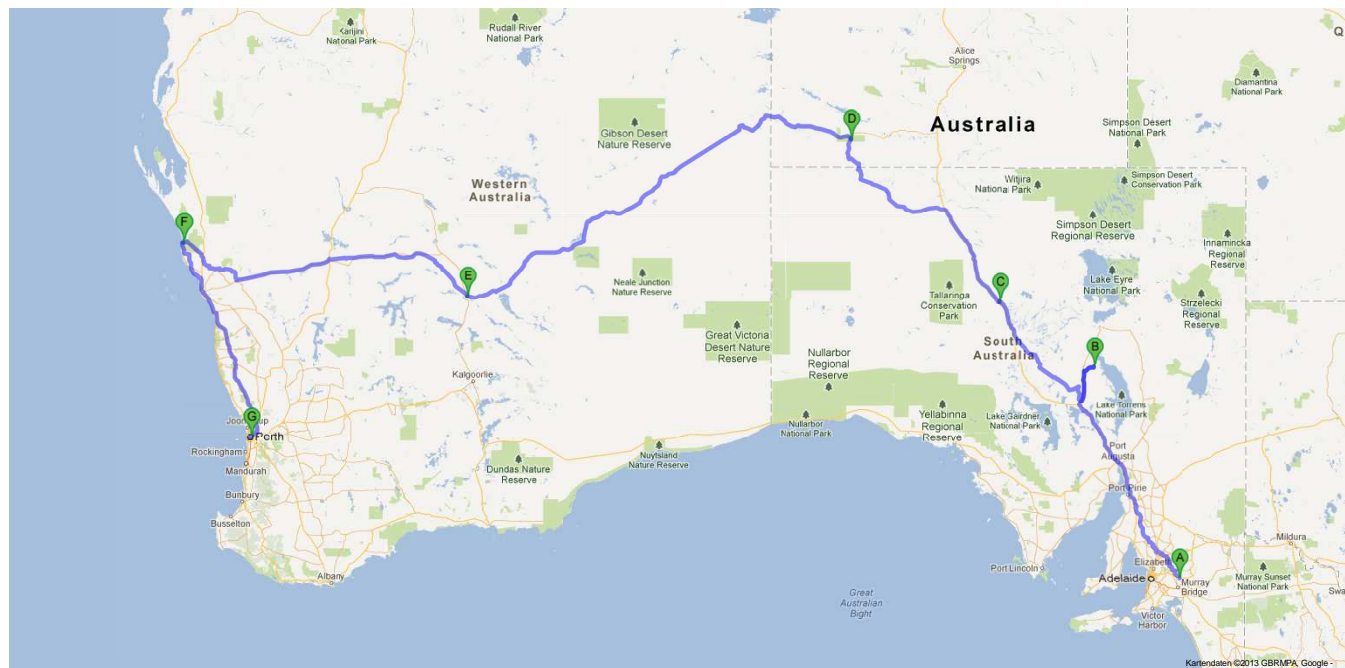 Karijini
National Park
Rudall River
National Park
Alice
Springs
Q
Diamantina
National Park
Australia
Simpson Desert
National Park
Gibson Desert
Nature Reserve
D
Western
Australia
Witjira
National Park
Simpson Desert
Conservation Park
F
Simpson Desert
Regional Reserve
Innamincka
Regional Reserve
E
Neale Junction
Nature Reserve
C
Tallaringa
Conservation
Park
Lake Eyre
National Park
Strzelecki
Regional
Reserve
Great Victoria
Desert Nature
Reserve
South
Australia
B
Nullarbor
Regional
Reserve
Kalgoorlie
Yellabinna
Regional
Reserve
Lake Gairdner
National Park
Lake Torrens
National Park
Nullarbor
National Park
G
Joondalup
Perth
Rockingham
Mandurah
Nuytsland
Nature Reserve
Dundas Nature
Reserve
Port
Augusta
Port Pirie
Bunbury
Busselton
Albany
Mildura
A
Elizabeth
Port Lincoln
Adelaide
Murray
Bridge
Murray Sunset
National Park
Swa
Great
Australian
Bight
Victor
Harbor
Kartendaten ©2013 GBRMPA, Google -